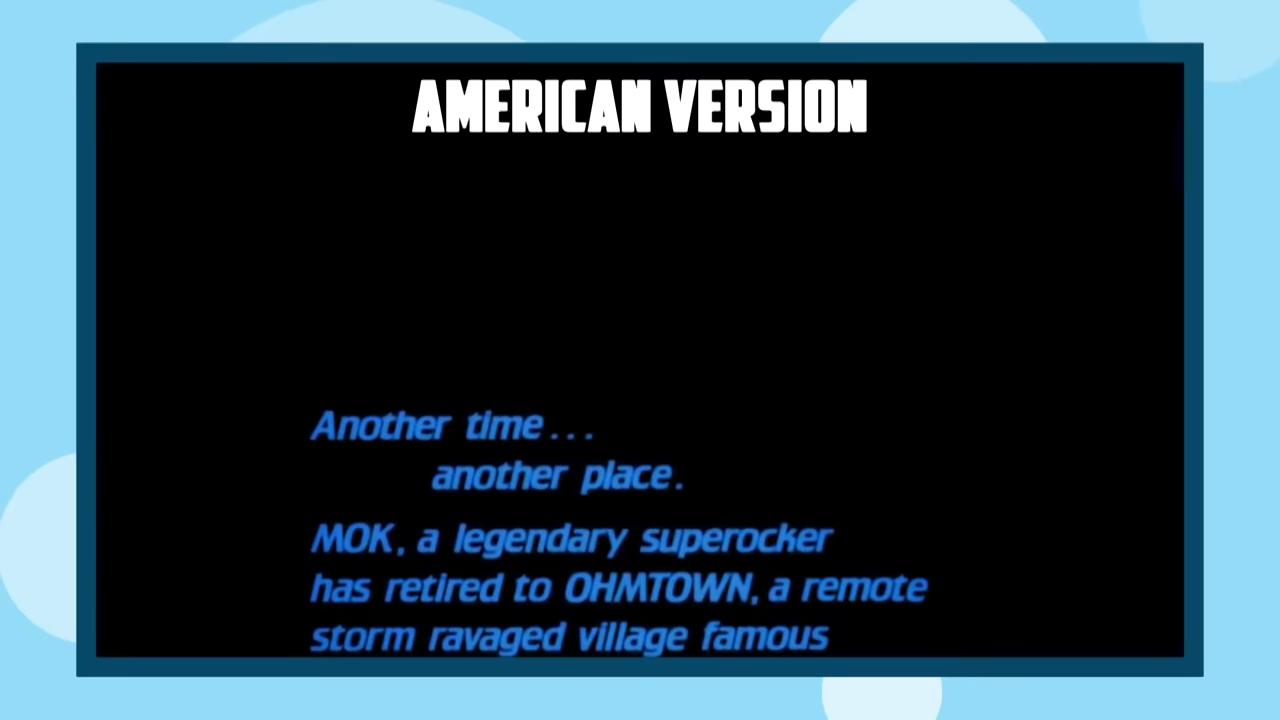 AMERICAN VERSION
Another time...
another place.
MOK, a legendary superocker
has retired to OHMTOWN, a remote
storm ravaged village famous